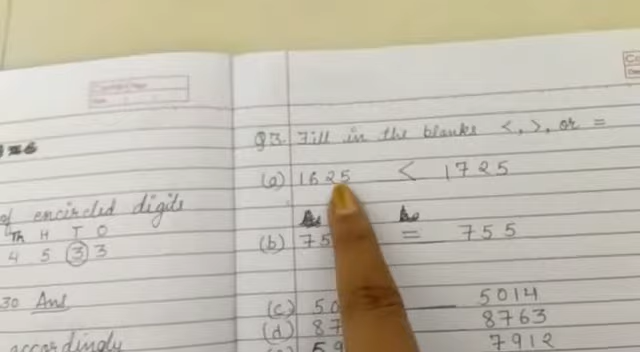 of encircled digits
Th H T O
4 5 3 3
30 Ans
accordingly
Q3. Fill in the blanks <, >, or =
(a) 1625 < 1725
(b) 75 = 755
(c) 50 5014
(d) 87 8763
59 7912